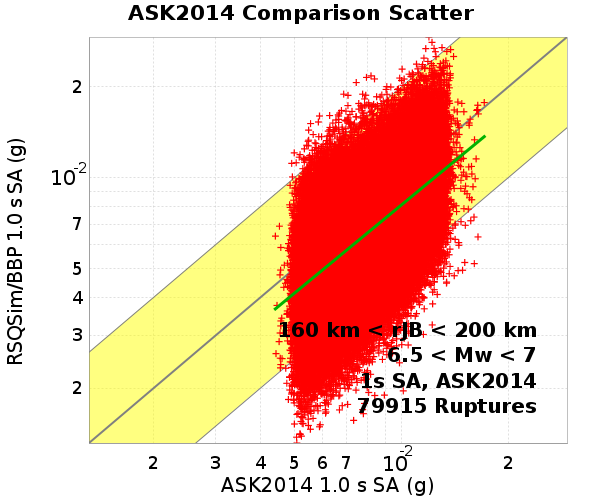 ASK2014 Comparison Scatter
RSQSim/BBP 1.0 s SA (g)
2
10-2
7
5
4
3
2
160 km < rJB < 200 km
6.5 < Mw < 7
1s SA, ASK2014
79915 Ruptures
2 3 4 5 6 7 10-2 2
ASK2014 1.0 s SA (g)